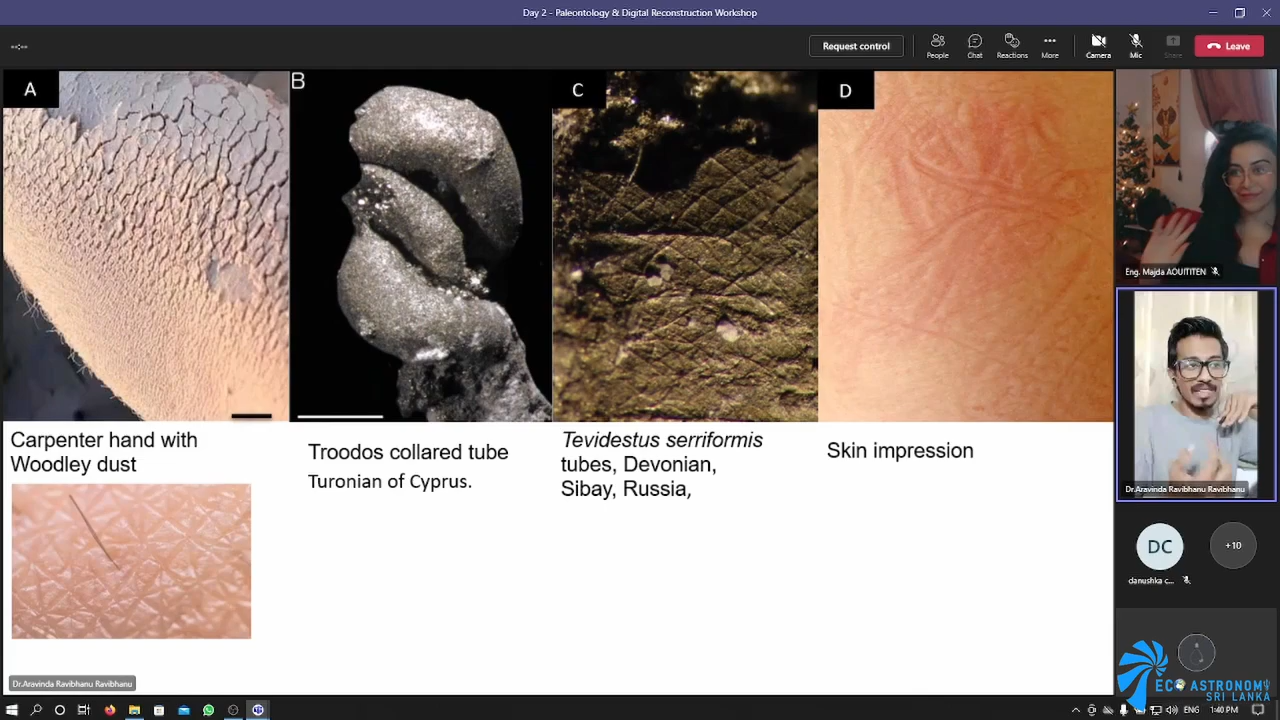 Day 2 - Paleontology & Digital Reconstruction Workshop
Request control
People
Chat
Reactions
More
Camera
Mic
Share
Leave
A
B
C
D
Carpenter hand with
Woodley dust
Troodos collared tube
Turonian of Cyprus.
Tevidestus serriformis
tubes, Devonian,
Sibay, Russia,
Skin impression
Eng. Majda AOUITITEN
Dr.Aravinda Ravibhanu Ravibhanu
DC
+10
danushka c...
Dr.Aravinda Ravibhanu Ravibhanu
ECO ASTRONOMY
SRI LANKA
ENG
1:40 PM